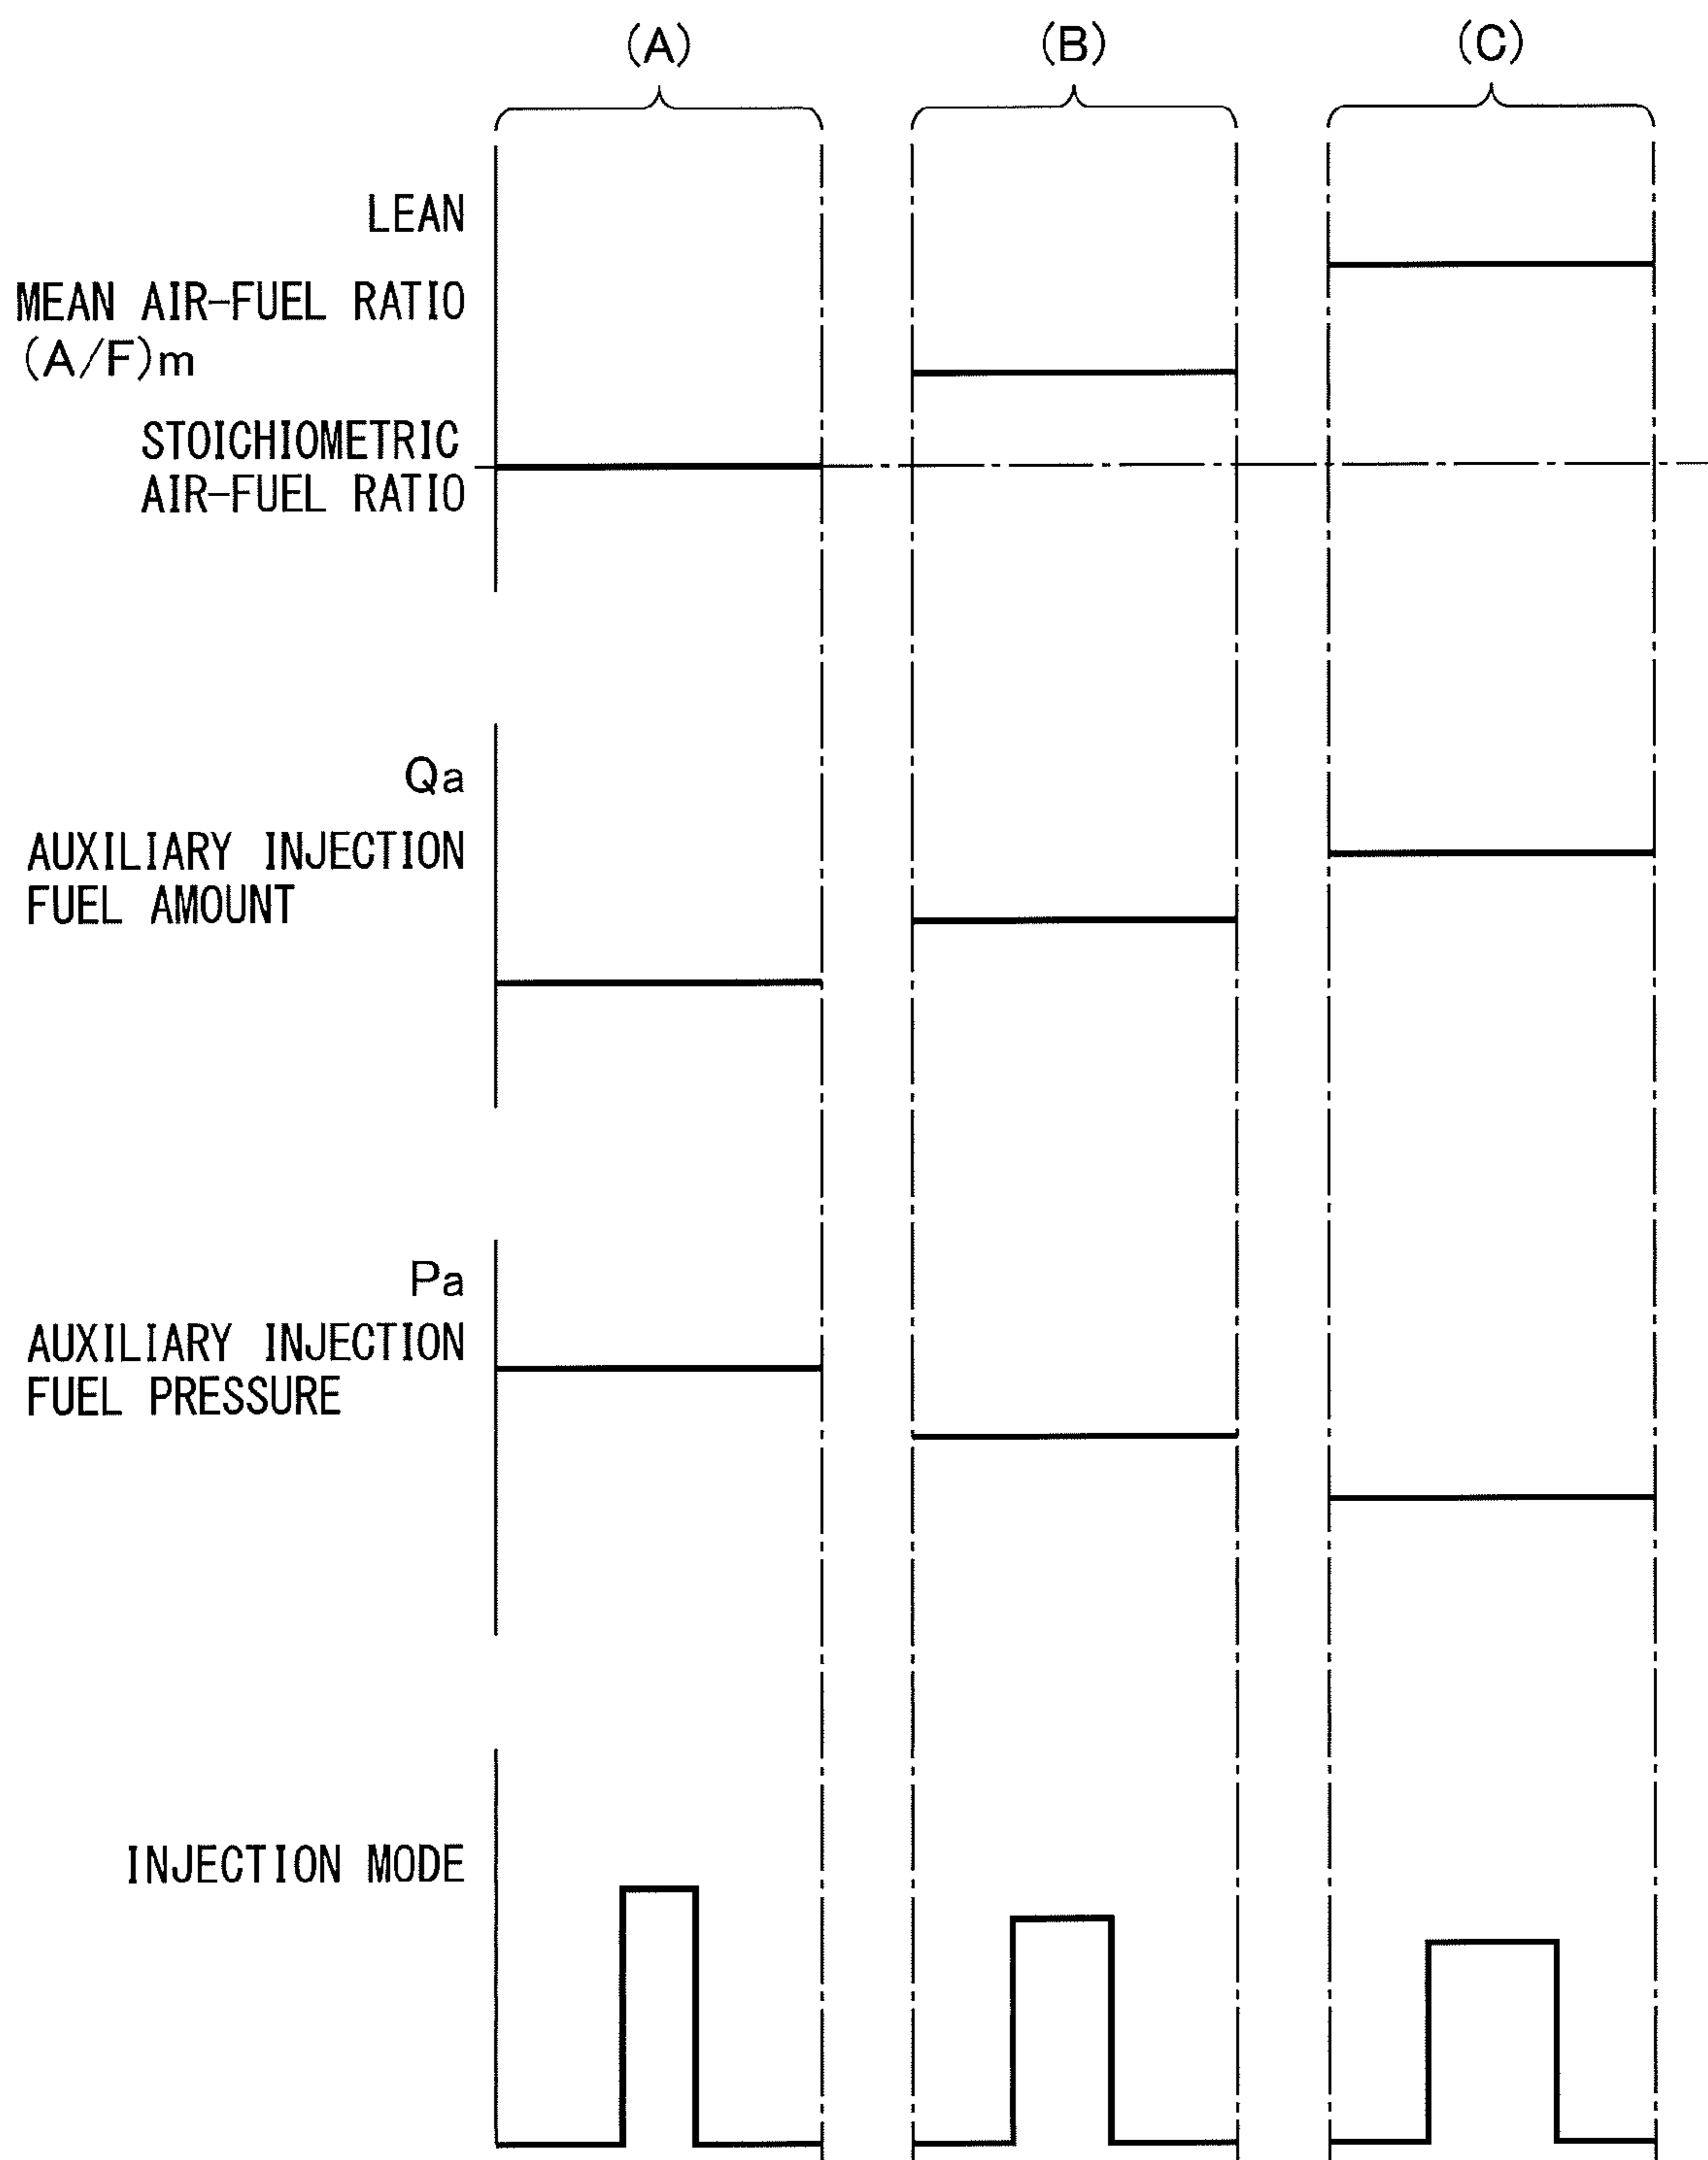 (A)
(B)
(C)
LEAN
MEAN AIR-FUEL RATIO
(A/F)m
STOICHIOMETRIC
AIR-FUEL RATIO
Qa
AUXILIARY INJECTION
FUEL AMOUNT
Pa
AUXILIARY INJECTION
FUEL PRESSURE
INJECTION MODE